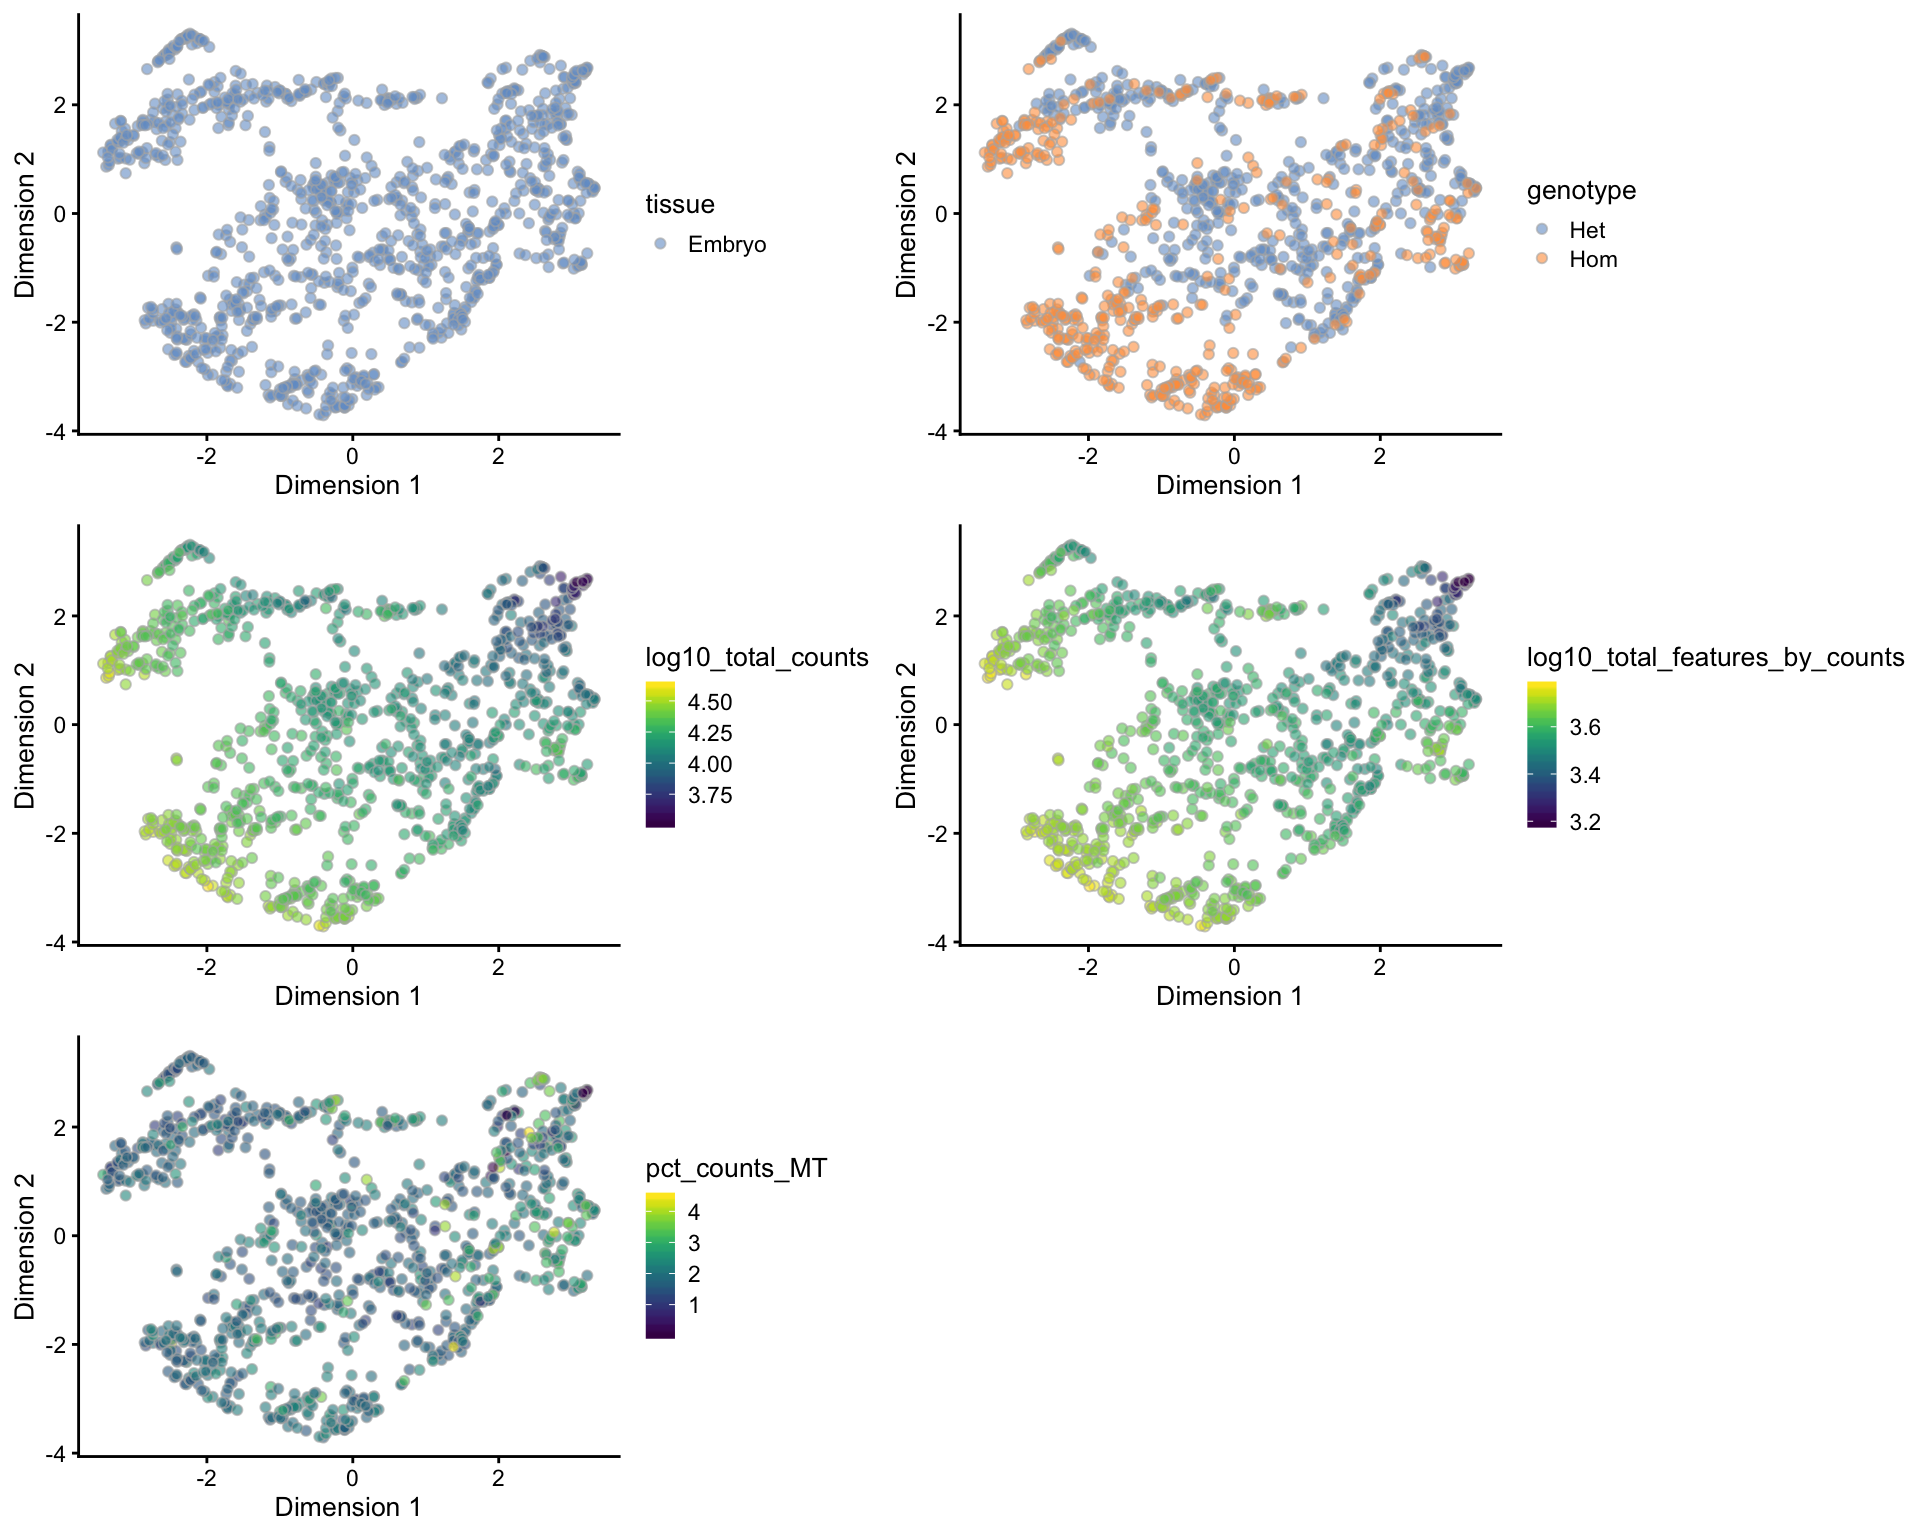 2
0
-2
-4
Dimension 2
-2 0 2
Dimension 1
tissue
Embryo
2
0
-2
-4
Dimension 2
-2 0 2
Dimension 1
genotype
Het
Hom
2
0
-2
-4
Dimension 2
-2 0 2
Dimension 1
log10_total_counts
4.50
4.25
4.00
3.75
2
0
-2
-4
Dimension 2
-2 0 2
Dimension 1
log10_total_features_by_counts
3.6
3.4
3.2
2
0
-2
-4
Dimension 2
-2 0 2
Dimension 1
pct_counts_MT
4
3
2
1